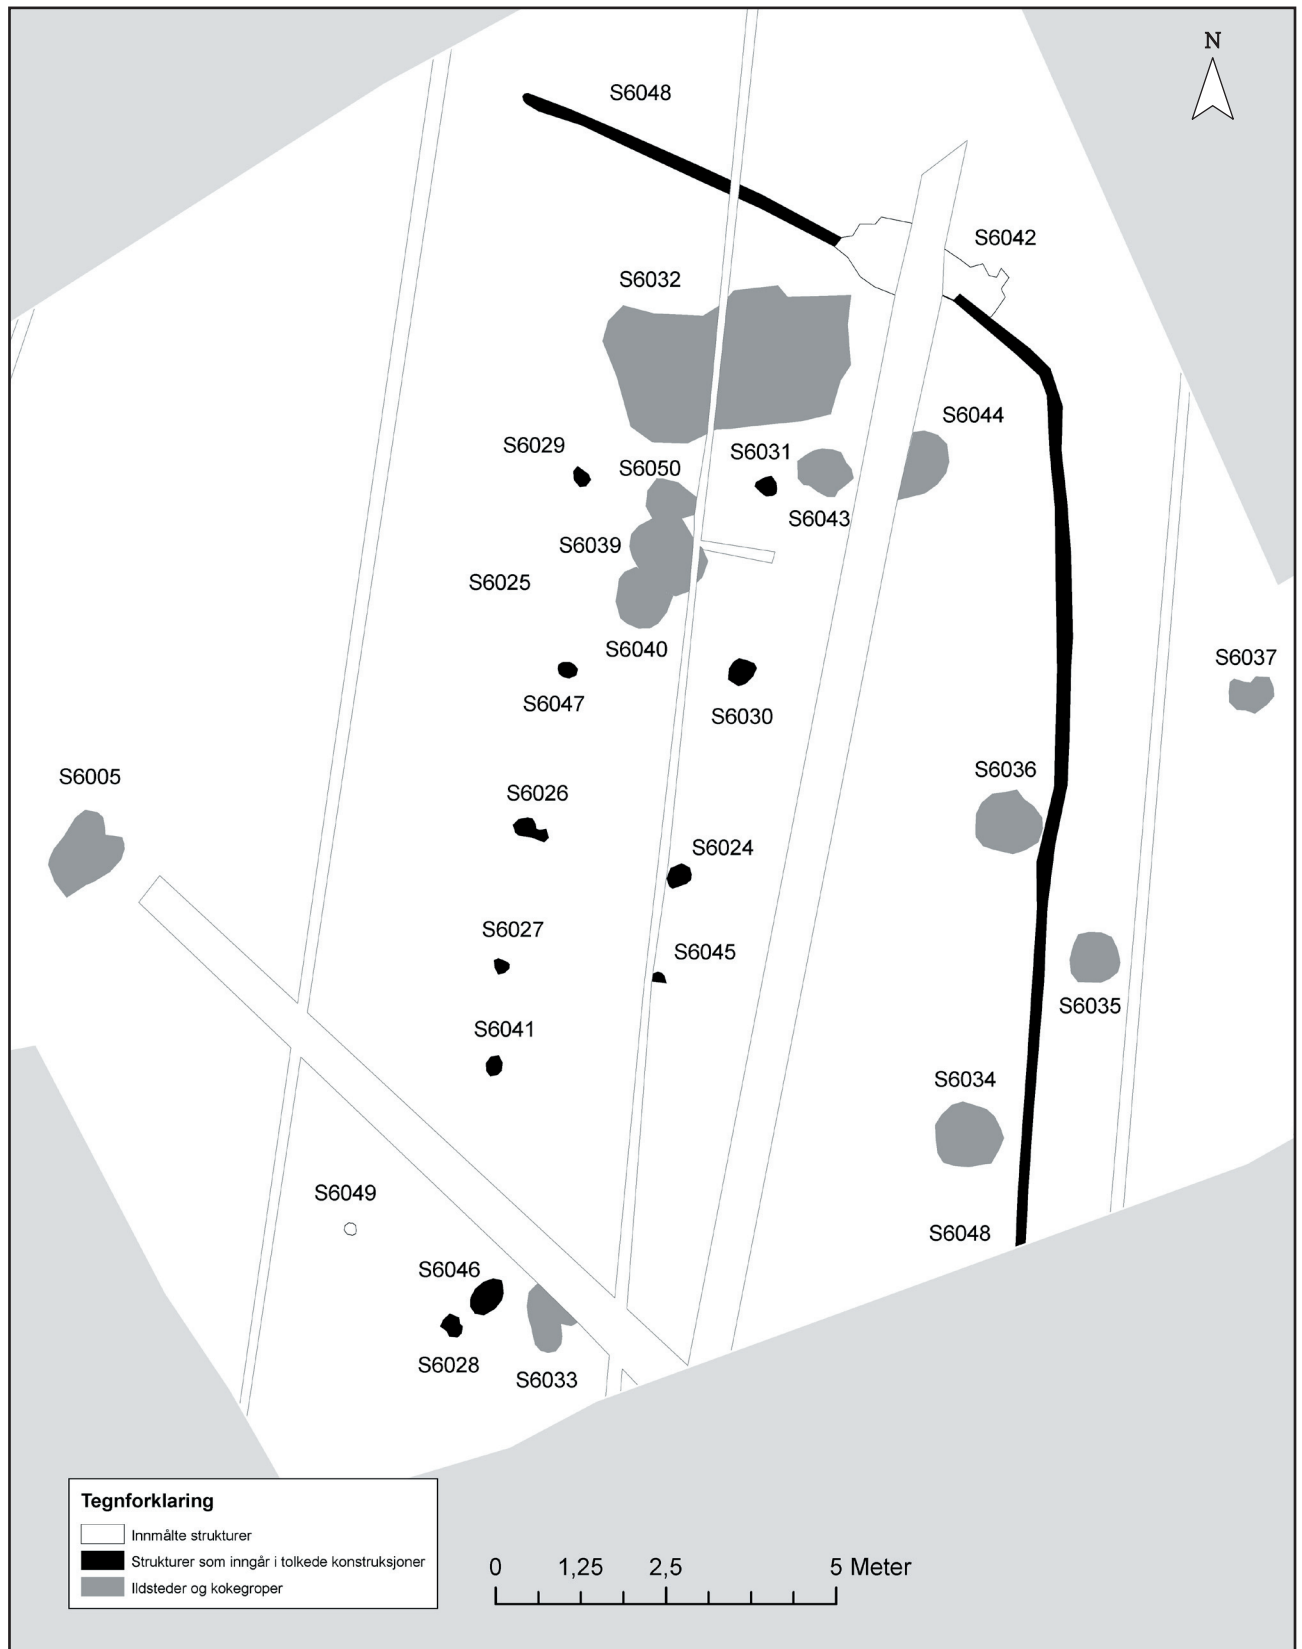 N
S6048
S6042
S6032
S6044
S6029
S6031
S6050
S6043
S6039
S6025
S6040
S6037
S6047
S6030
S6005
S6036
S6026
S6024
S6027
S6045
S6035
S6041
S6034
S6049
S6048
S6046
S6028
S6033
Tegnforklaring
Innmålte strukturer
Strukturer som inngår i tolkede konstruksjoner
Ildsteder og kokegroper
0 1,25 2,5 5 Meter